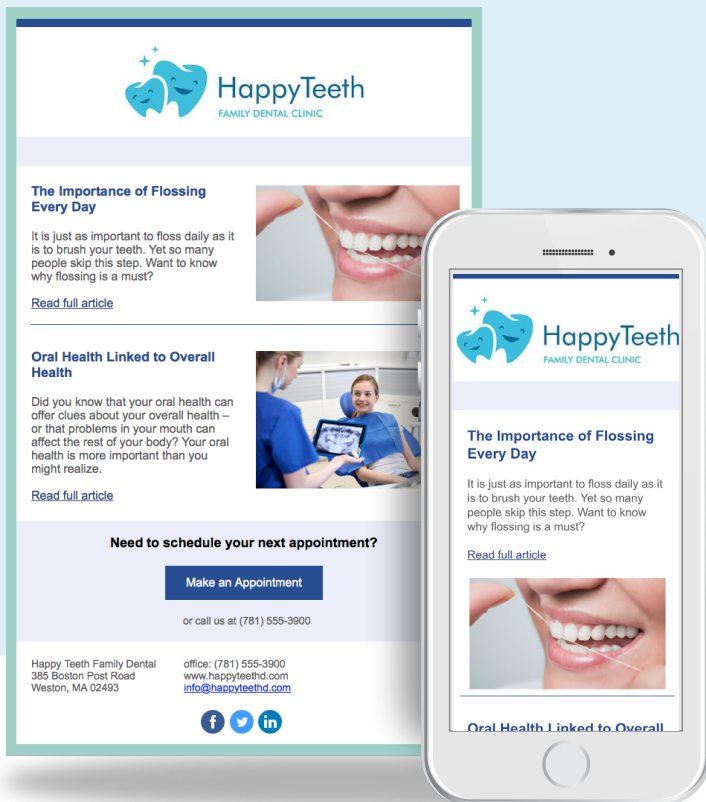 HappyTeeth
FAMILY DENTAL CLINIC
The Importance of Flossing
Every Day
It is just as important to floss daily as it
is to brush your teeth. Yet so many
people skip this step. Want to know
why flossing is a must?
Read full article
Oral Health Linked to Overall
Health
Did you know that your oral health can
offer clues about your overall health –
or that problems in your mouth can
affect the rest of your body? Your oral
health is more important than you
might realize.
Read full article
Need to schedule your next appointment?
Make an Appointment
or call us at (781) 555-3900
Happy Teeth Family Dental
385 Boston Post Road
Weston, MA 02493
office: (781) 555-3900
www.happyteethd.com
info@happyteethd.com
f
in
HappyTeeth
FAMILY DENTAL CLINIC
The Importance of Flossing
Every Day
It is just as important to floss daily as it
is to brush your teeth. Yet so many
people skip this step. Want to know
why flossing is a must?
Read full article
Oral Health Linked to Overall